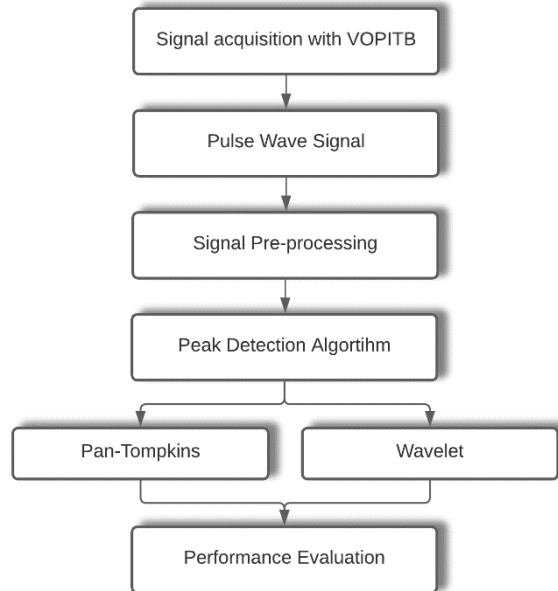 Signal acquisition with VOPITB
Pulse Wave Signal
Signal Pre-processing
Peak Detection Algortihm
Pan-Tompkins
Wavelet
Performance Evaluation